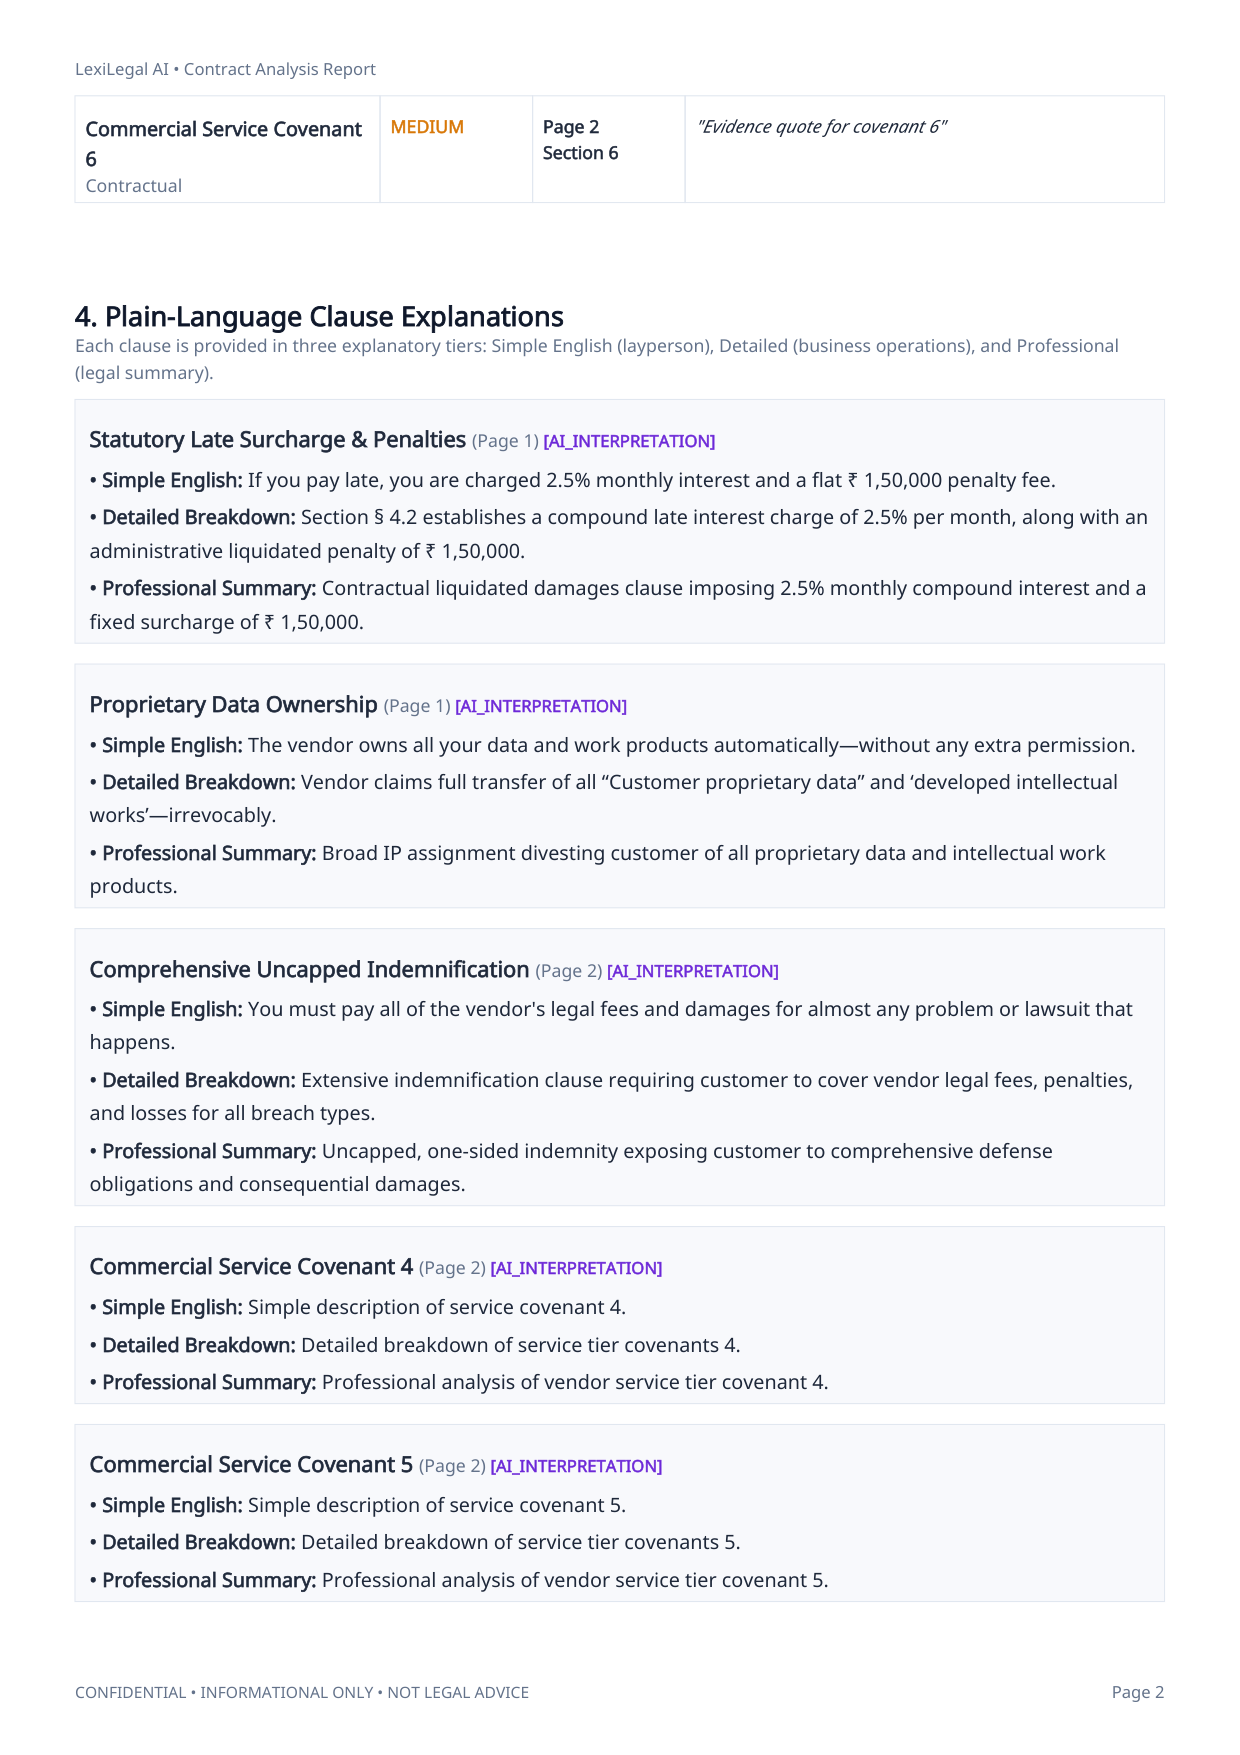 LexiLegal AI • Contract Analysis Report
Commercial Service Covenant
6
Contractual
MEDIUM
Page 2
Section 6
"Evidence quote for covenant 6"
4. Plain-Language Clause Explanations
Each clause is provided in three explanatory tiers: Simple English (layperson), Detailed (business operations), and Professional
(legal summary).
Statutory Late Surcharge & Penalties (Page 1) [AI_INTERPRETATION]
• Simple English: If you pay late, you are charged 2.5% monthly interest and a flat ₹ 1,50,000 penalty fee.
• Detailed Breakdown: Section § 4.2 establishes a compound late interest charge of 2.5% per month, along with an
administrative liquidated penalty of ₹ 1,50,000.
• Professional Summary: Contractual liquidated damages clause imposing 2.5% monthly compound interest and a
fixed surcharge of ₹ 1,50,000.
Proprietary Data Ownership (Page 1) [AI_INTERPRETATION]
• Simple English: The vendor owns all your data and work products automatically—without any extra permission.
• Detailed Breakdown: Vendor claims full transfer of all “Customer proprietary data” and ‘developed intellectual
works’—irrevocably.
• Professional Summary: Broad IP assignment divesting customer of all proprietary data and intellectual work
products.
Comprehensive Uncapped Indemnification (Page 2) [AI_INTERPRETATION]
• Simple English: You must pay all of the vendor's legal fees and damages for almost any problem or lawsuit that
happens.
• Detailed Breakdown: Extensive indemnification clause requiring customer to cover vendor legal fees, penalties,
and losses for all breach types.
• Professional Summary: Uncapped, one-sided indemnity exposing customer to comprehensive defense
obligations and consequential damages.
Commercial Service Covenant 4 (Page 2) [AI_INTERPRETATION]
• Simple English: Simple description of service covenant 4.
• Detailed Breakdown: Detailed breakdown of service tier covenants 4.
• Professional Summary: Professional analysis of vendor service tier covenant 4.
Commercial Service Covenant 5 (Page 2) [AI_INTERPRETATION]
• Simple English: Simple description of service covenant 5.
• Detailed Breakdown: Detailed breakdown of service tier covenants 5.
• Professional Summary: Professional analysis of vendor service tier covenant 5.
CONFIDENTIAL • INFORMATIONAL ONLY • NOT LEGAL ADVICE
Page 2